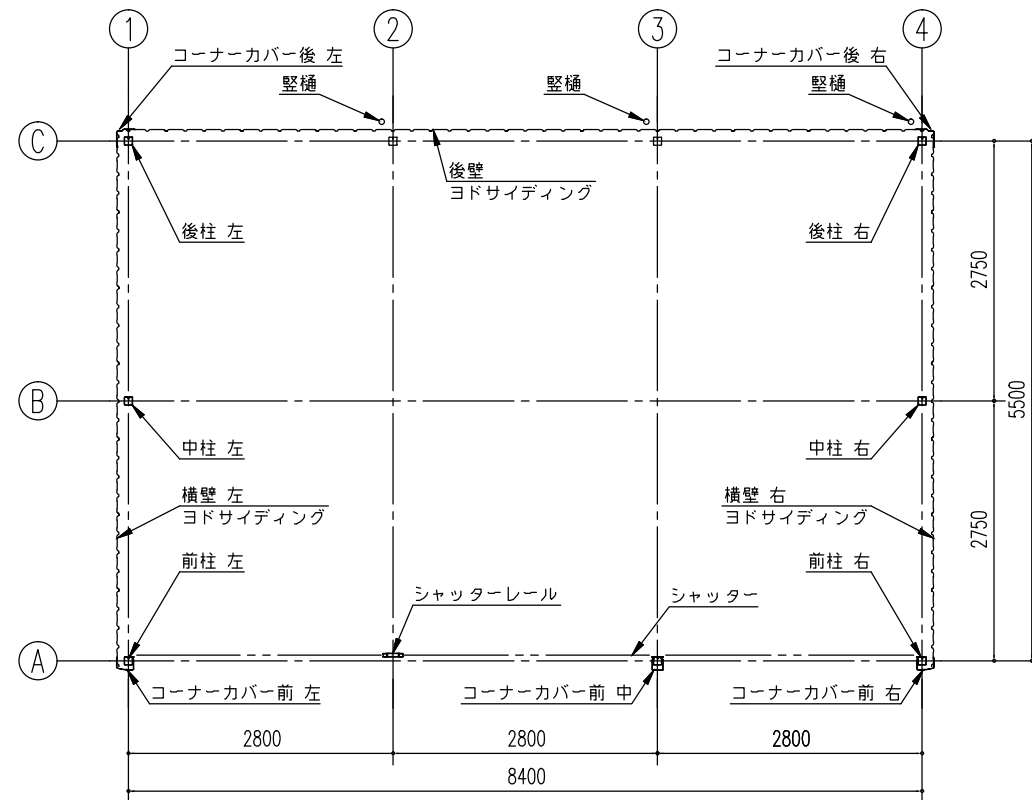 1
2
3
4
コーナーカバー後 左
コーナーカバー後 右
竪樋
竪樋
竪樋
C
後壁
ヨドサイディング
後柱 左
後柱 右
2750
B
5500
中柱 左
中柱 右
横壁 左
ヨドサイディング
横壁 右
ヨドサイディング
2750
前柱 左
前柱 右
シャッターレール
シャッター
A
コーナーカバー前 左
コーナーカバー前 中
コーナーカバー前 右
2800
2800
2800
8400